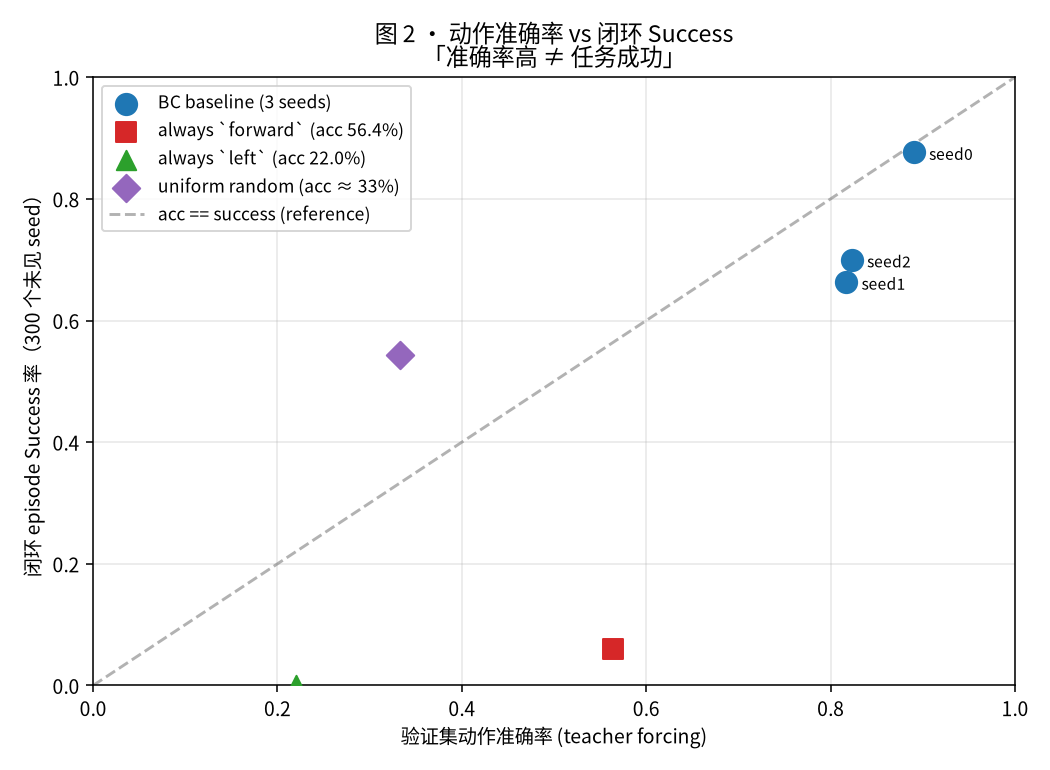 图 2 · 动作准确率 vs 闭环 Success
「准确率高 ≠ 任务成功」
BC baseline (3 seeds)
always `forward` (acc 56.4%)
always `left` (acc 22.0%)
uniform random (acc ≈ 33%)
acc == success (reference)
seed0
seed2
seed1
闭环 episode Success 率（300 个未见 seed）
1.0
0.8
0.6
0.4
0.2
0.0
0.0 0.2 0.4 0.6 0.8 1.0
验证集动作准确率 (teacher forcing)